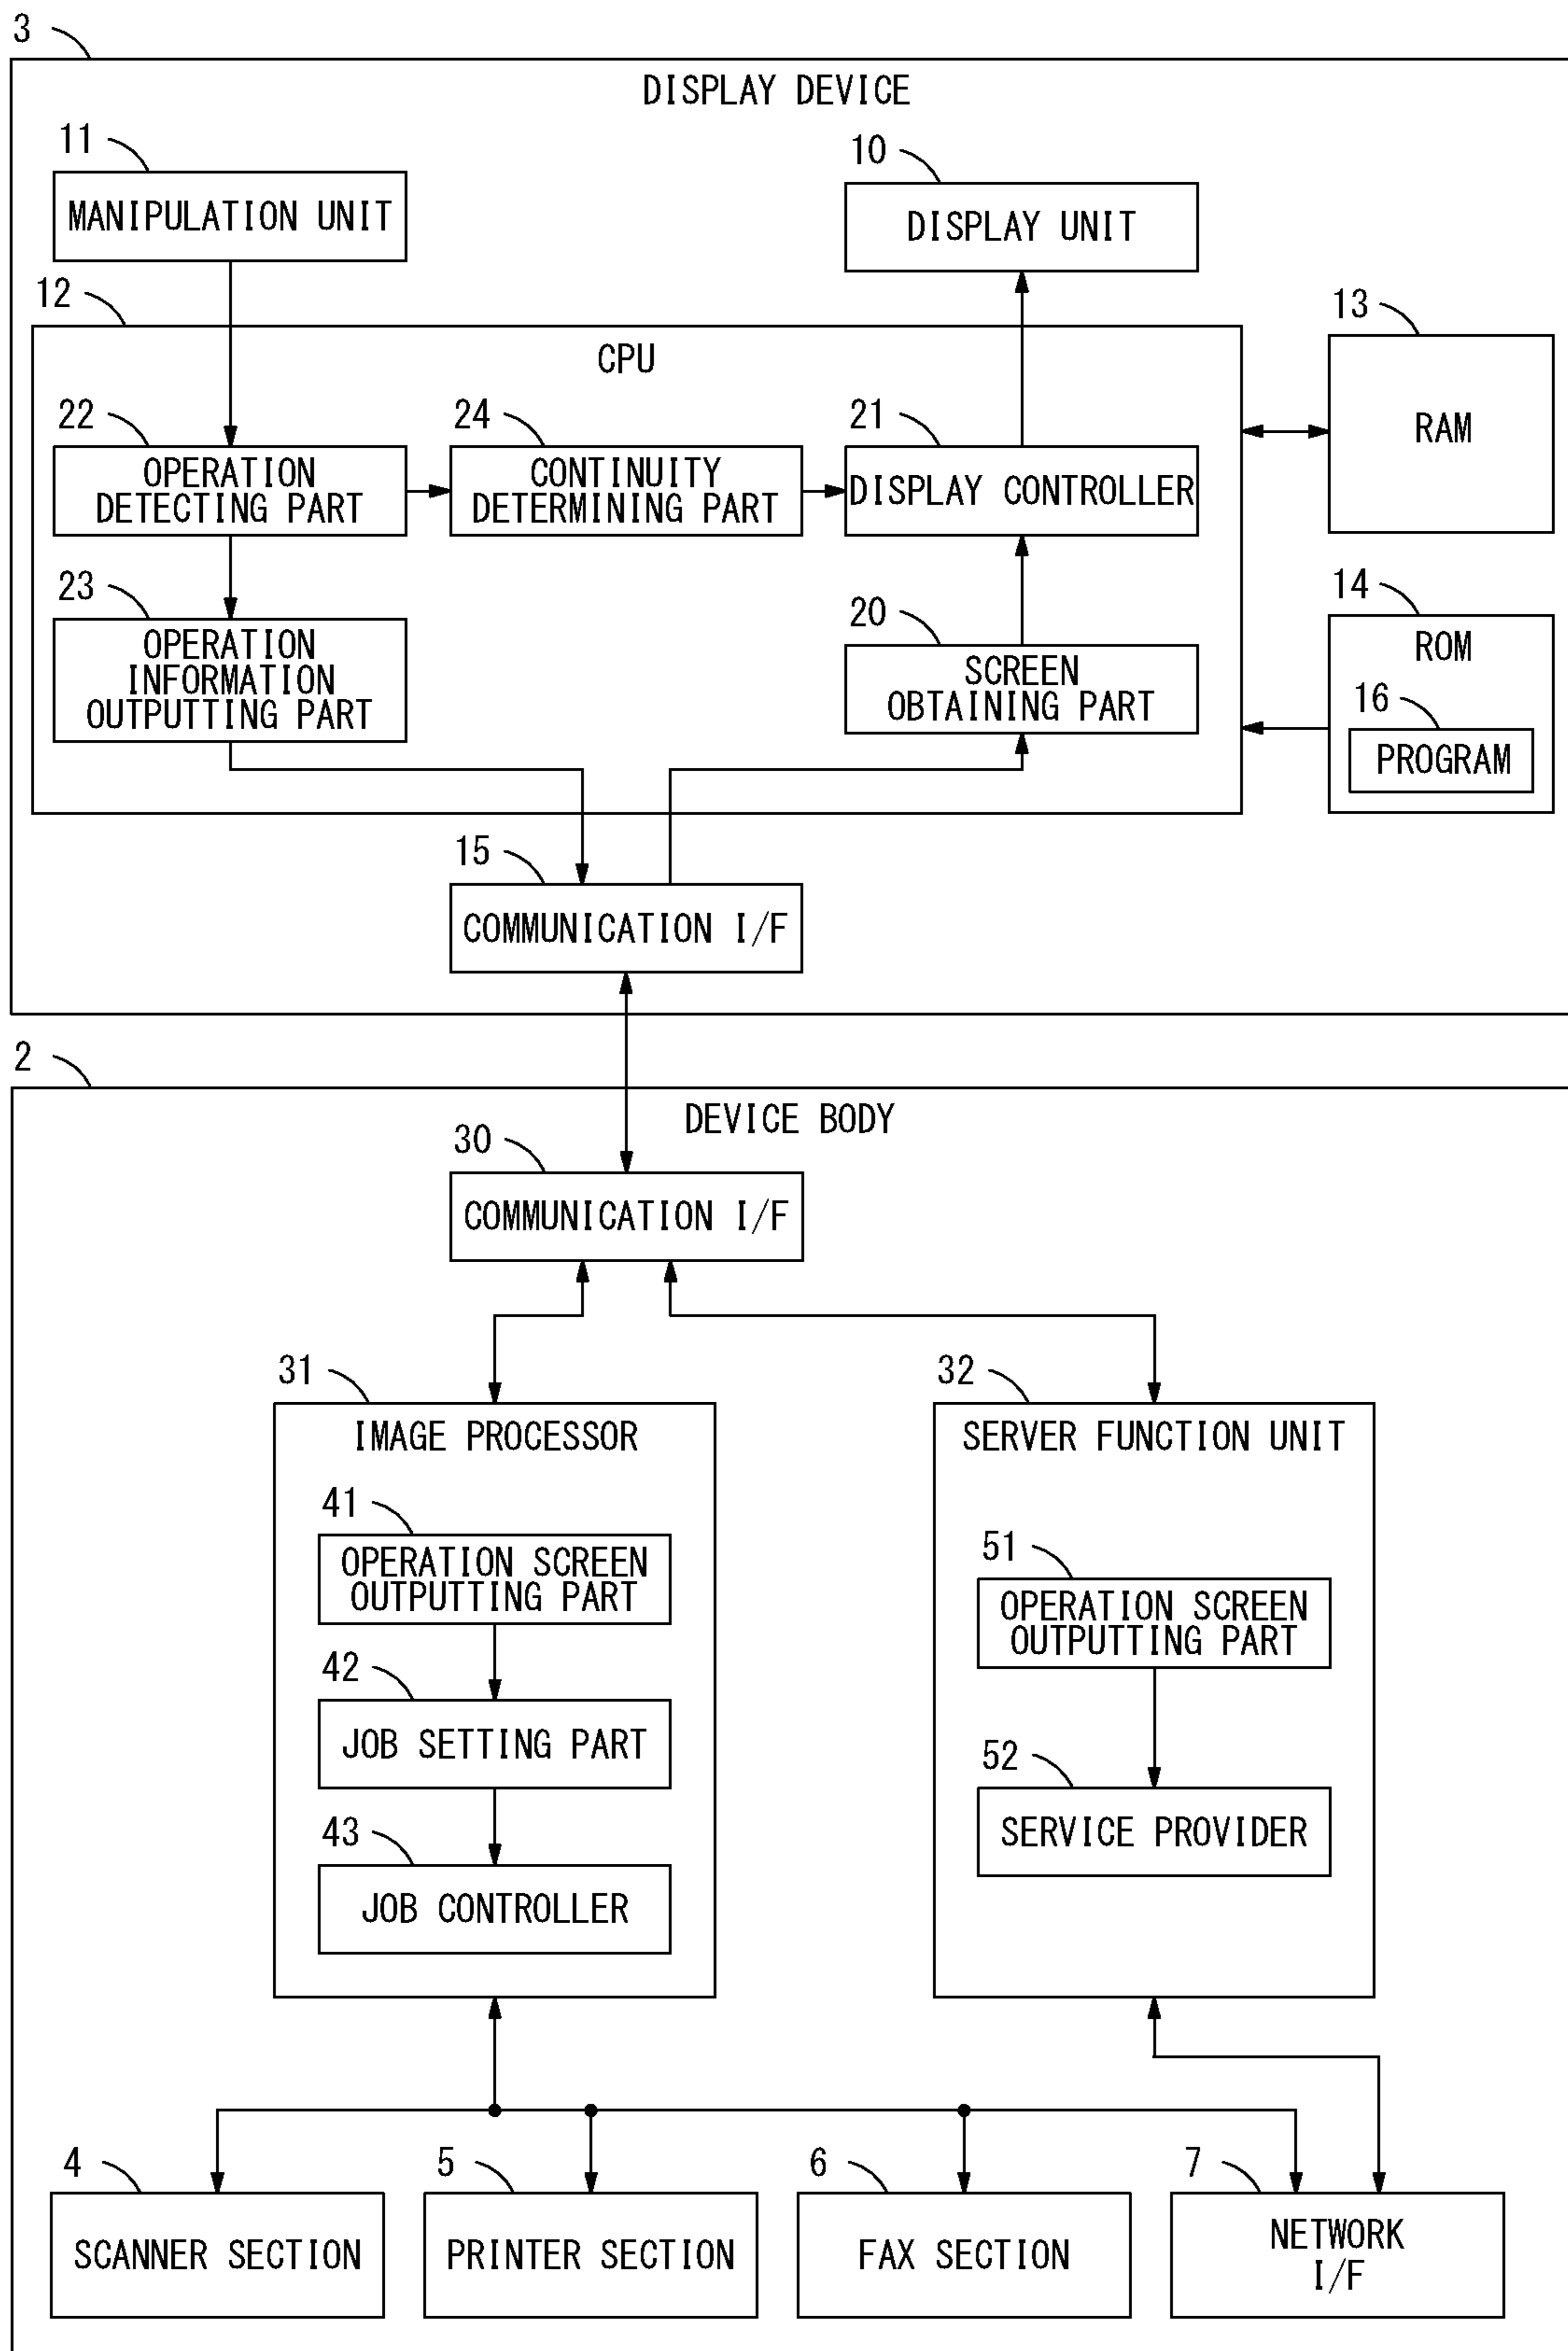 3
DISPLAY DEVICE
11
MANIPULATION UNIT
10
DISPLAY UNIT
12
CPU
13
RAM
22
OPERATION
DETECTING PART
24
CONTINUITY
DETERMINING PART
21
DISPLAY CONTROLLER
23
OPERATION
INFORMATION
OUTPUTTING PART
20
SCREEN
OBTAINING PART
14
ROM
16
PROGRAM
15
COMMUNICATION I/F
2
DEVICE BODY
30
COMMUNICATION I/F
31
IMAGE PROCESSOR
41
OPERATION SCREEN
OUTPUTTING PART
42
JOB SETTING PART
43
JOB CONTROLLER
32
SERVER FUNCTION UNIT
51
OPERATION SCREEN
OUTPUTTING PART
52
SERVICE PROVIDER
4
SCANNER SECTION
5
PRINTER SECTION
6
FAX SECTION
7
NETWORK
I/F